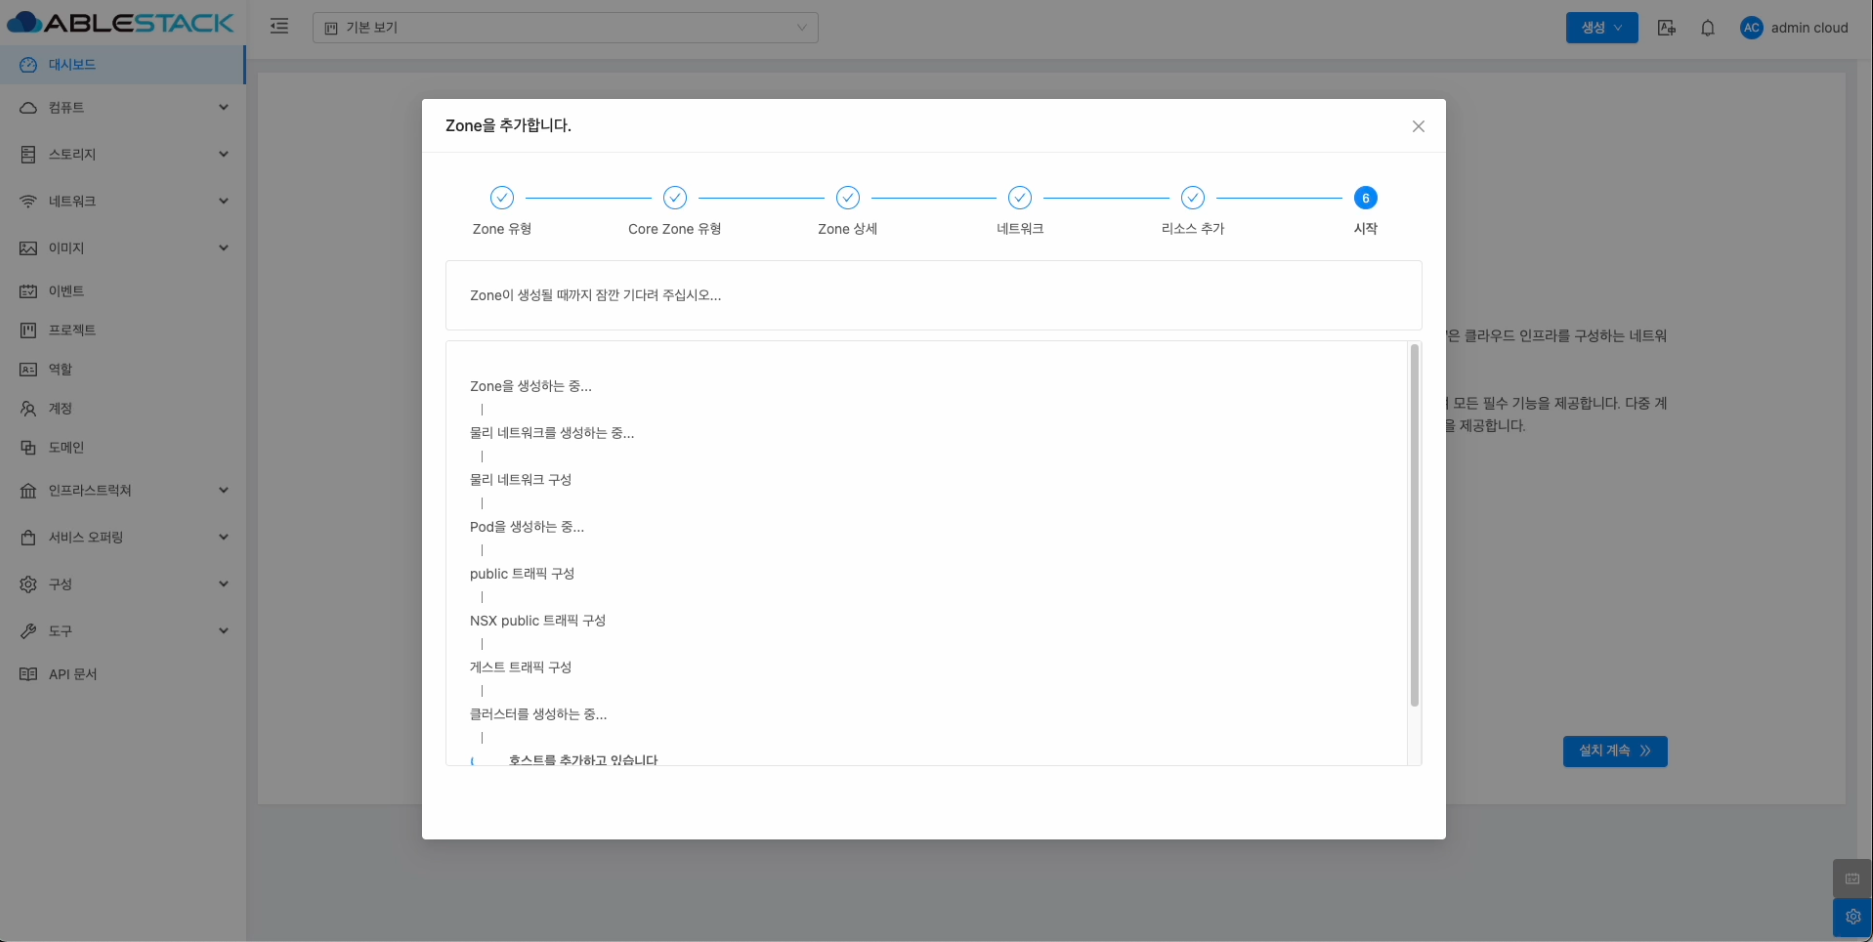 ABLESTACK
기본 보기
생성
AC
admin cloud
대시보드
컴퓨트
스토리지
네트워크
이미지
이벤트
프로젝트
역할
계정
도메인
인프라스트럭쳐
서비스 오퍼링
구성
도구
API 문서
Zone을 추가합니다.
6
Zone 유형
Core Zone 유형
Zone 상세
네트워크
리소스 추가
시작
Zone이 생성될 때까지 잠깐 기다려 주십시오...
Zone을 생성하는 중...
물리 네트워크를 생성하는 중...
물리 네트워크 구성
Pod을 생성하는 중...
public 트래픽 구성
NSX public 트래픽 구성
게스트 트래픽 구성
클러스터를 생성하는 중...
호스트를 추가하고 있습니다
은 클라우드 인프라를 구성하는 네트워
모든 필수 기능을 제공합니다. 다중 계
을 제공합니다.
설치 계속